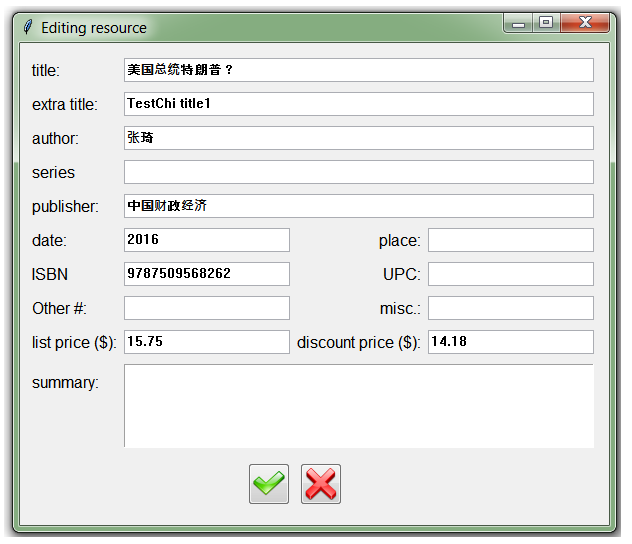 Editing resource
title: 美国总统特朗普？
extra title: TestChi title1
author: 张琦
series
publisher: 中国财政经济
date: 2016 place:
ISBN 9787509568262 UPC:
Other #: misc.:
list price ($): 15.75 discount price ($): 14.18
summary: